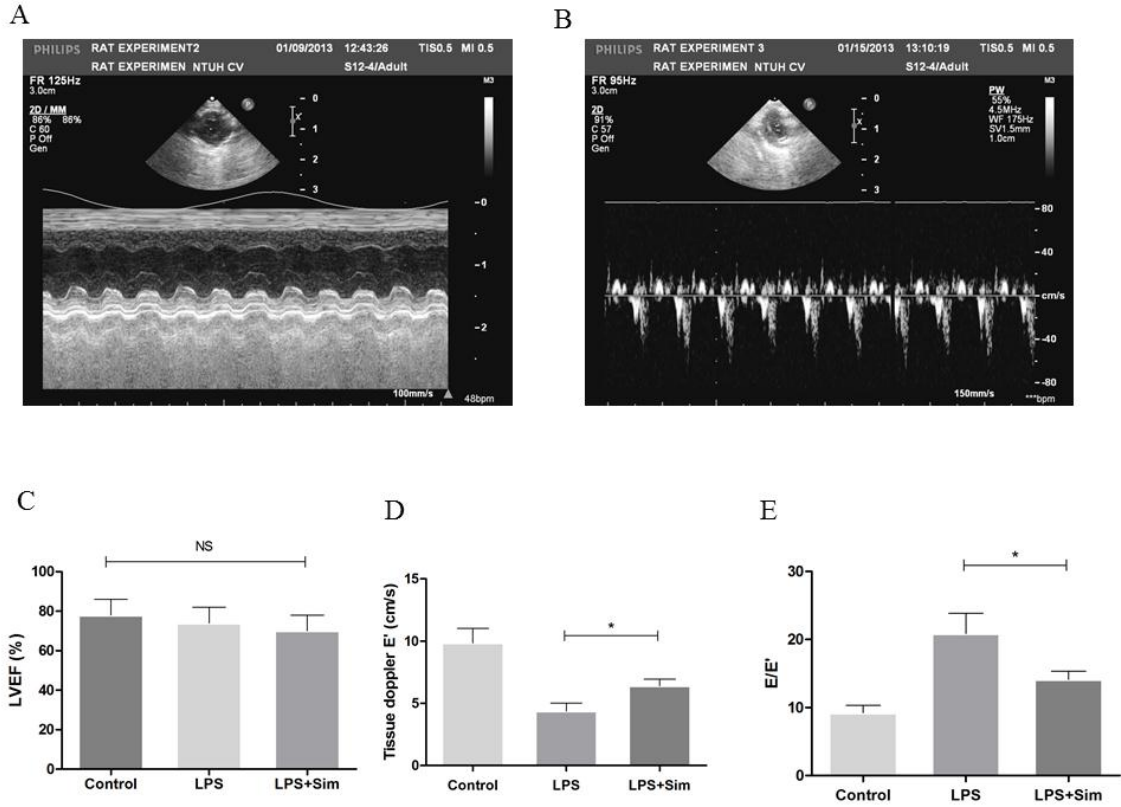 A
PHILIPS RAT EXPERIMENT2 01/09/2013 12:43:26 TIS0.5 MI 0.5
RAT EXPERIMEN NTUH CV S12-4/Adult
FR 125Hz
3.0cm
M3
2D / MM
86% 86%
C 60
P Off
Gen
X
0
1
2
3
0
1
2
100mm/s
48bpm
B
PHILIPS RAT EXPERIMENT 3 01/15/2013 13:10:19 TIS0.5 MI 0.5
RAT EXPERIMEN NTUH CV S12-4/Adult
FR 95Hz
3.0cm
M3
2D
91%
C 57
P Off
Gen
X
0
1
2
3
PW
55%
4.5MHz
WF 175Hz
SV1.5mm
1.0cm
80
40
cm/s
-40
-80
150mm/s
***bpm
C
NS
LVEF (%)
100
80
60
40
20
0
Control LPS LPS+Sim
D
*
Tissue doppler E' (cm/s)
15
10
5
0
Control LPS LPS+Sim
E
*
E/E'
30
20
10
0
Control LPS LPS+Sim